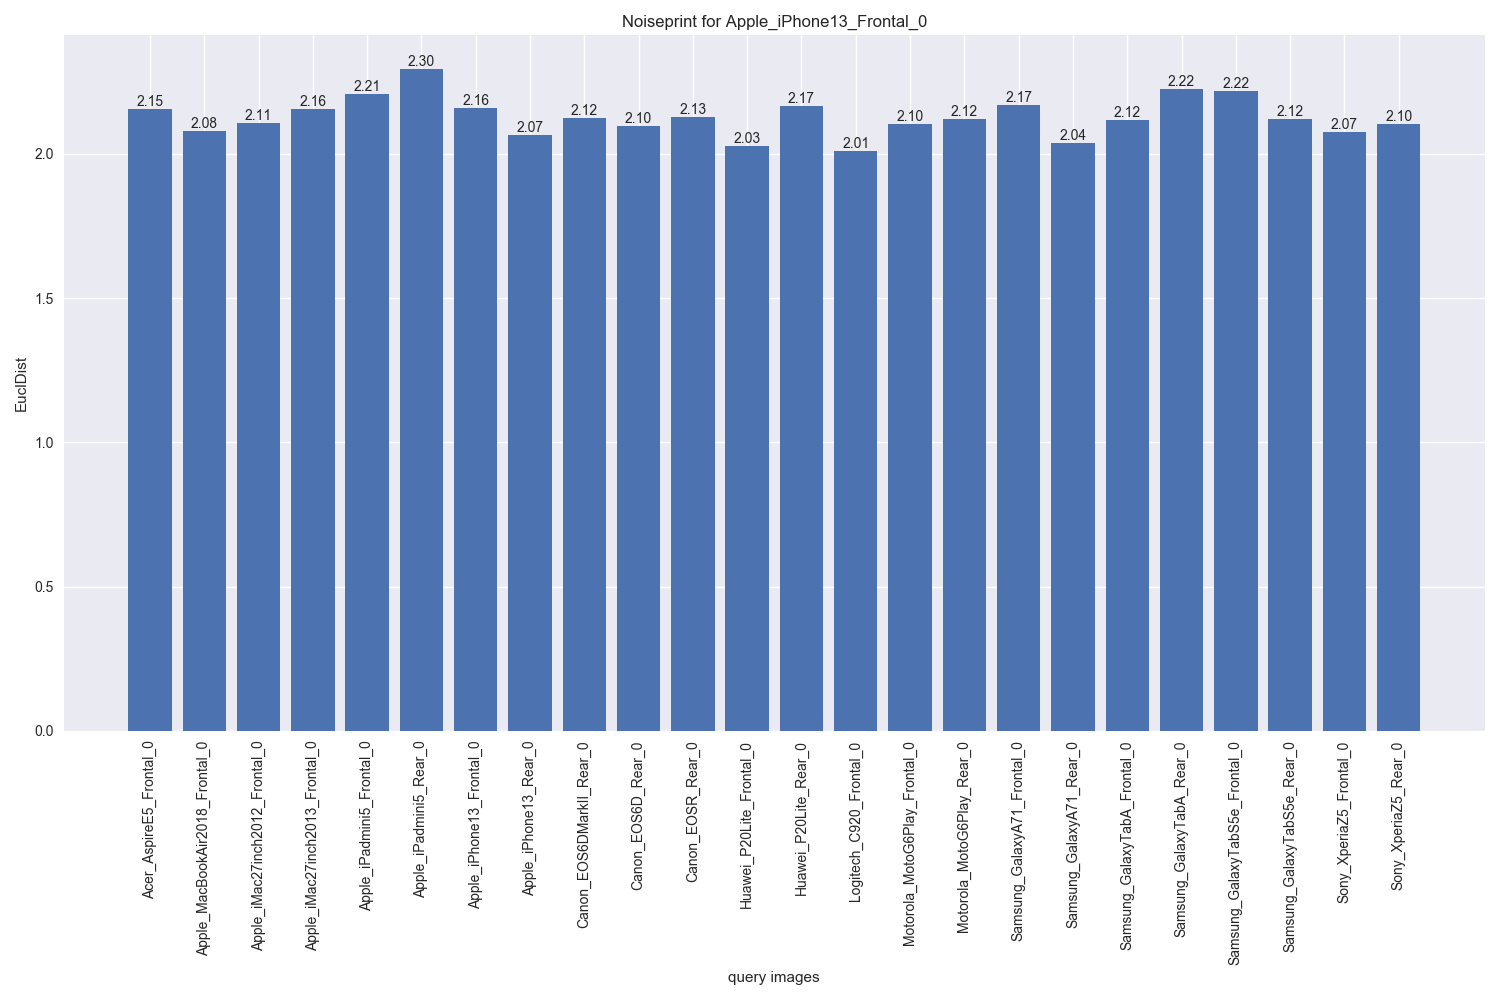 Noiseprint for Apple_iPhone13_Frontal_0
2.15
2.08
2.11
2.16
2.21
2.30
2.16
2.07
2.12
2.10
2.13
2.03
2.17
2.01
2.10
2.12
2.17
2.04
2.12
2.22
2.22
2.12
2.07
2.10
EuclDist
2.0
1.5
1.0
0.5
0.0
Acer_AspireE5_Frontal_0
Apple_MacBookAir2018_Frontal_0
Apple_iMac27inch2012_Frontal_0
Apple_iMac27inch2013_Frontal_0
Apple_iPadmini5_Frontal_0
Apple_iPadmini5_Rear_0
Apple_iPhone13_Frontal_0
Apple_iPhone13_Rear_0
Canon_EOS6DMarkII_Rear_0
Canon_EOS6D_Rear_0
Canon_EOSR_Rear_0
Huawei_P20Lite_Frontal_0
Huawei_P20Lite_Rear_0
Logitech_C920_Frontal_0
Motorola_MotoG6Play_Frontal_0
Motorola_MotoG6Play_Rear_0
Samsung_GalaxyA71_Frontal_0
Samsung_GalaxyA71_Rear_0
Samsung_GalaxyTabA_Frontal_0
Samsung_GalaxyTabA_Rear_0
Samsung_GalaxyTabS5e_Frontal_0
Samsung_GalaxyTabS5e_Rear_0
Sony_XperiaZ5_Frontal_0
Sony_XperiaZ5_Rear_0
query images